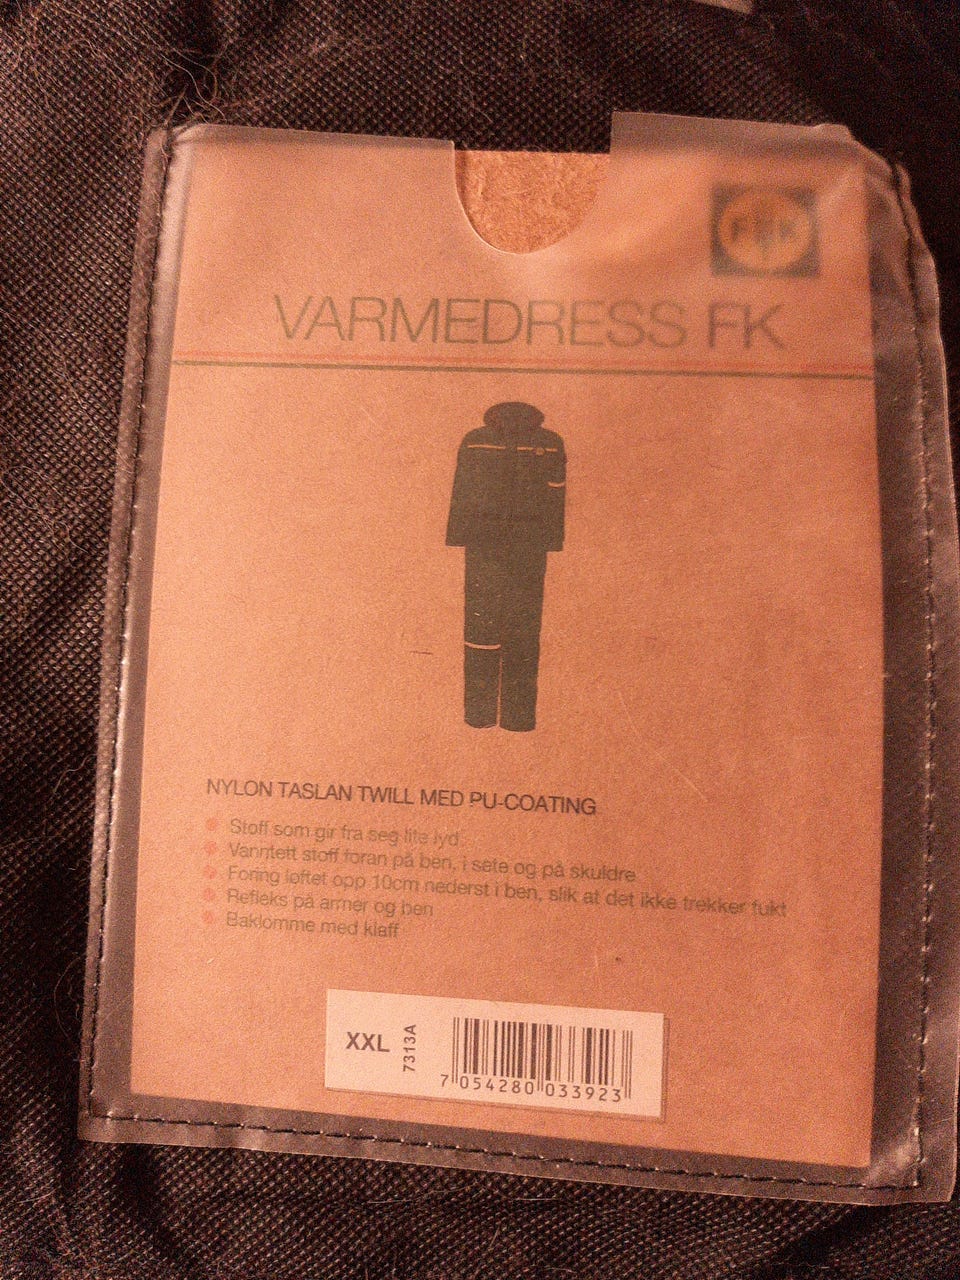 VARMEDRESS FK
NYLON TASLAN TWILL MED PU-COATING
Stoff som gir fra seg lite lyd
Vanntett stoff foran på ben, i sete og på skuldre
Foring løftet opp 10cm nederst i ben, slik at det ikke trekker fukt
Refleks på armer og ben
Baklomme med klaff
XXL
7313A
7 054280 033923